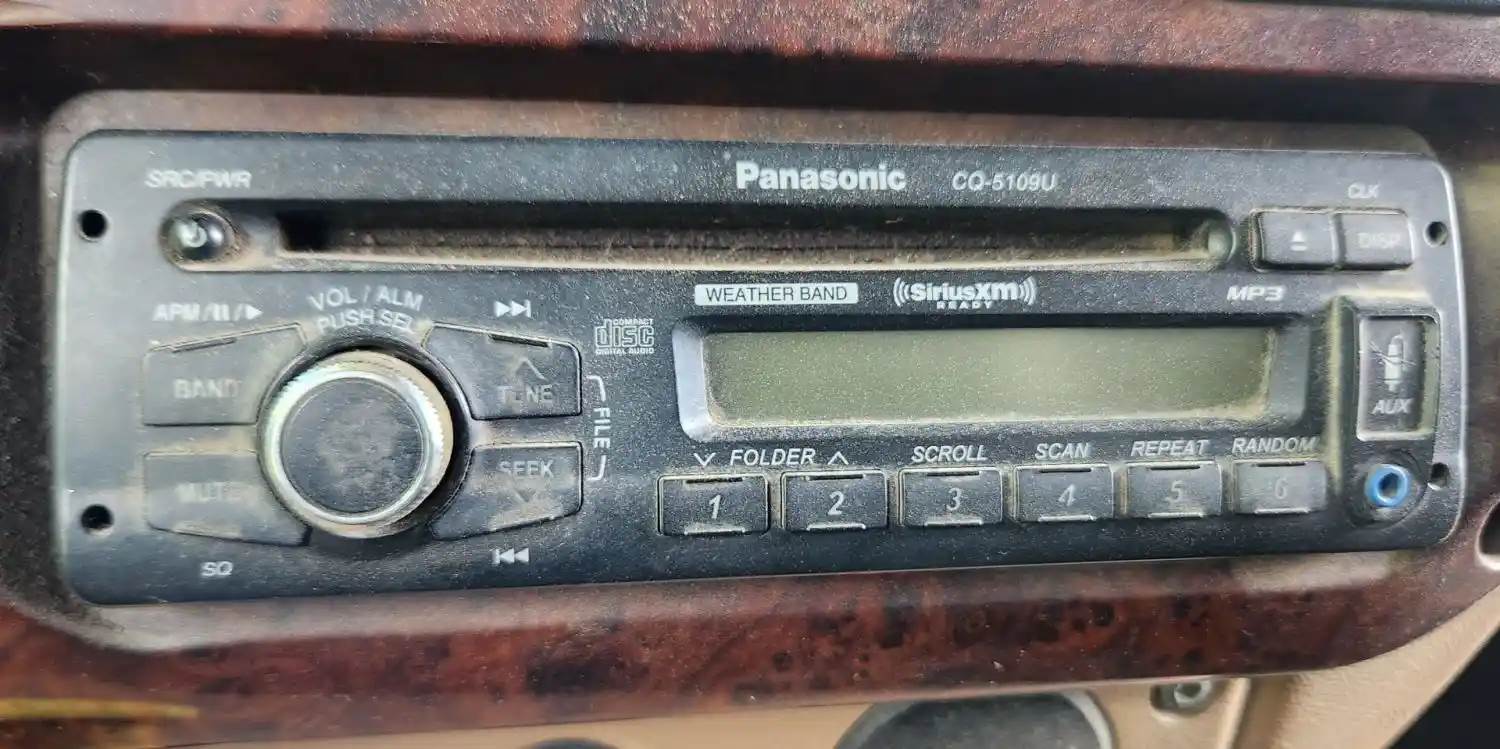 SRC/PWR
Panasonic CQ-5109U
CLK
DISP
WEATHER BAND
((SiriusXM))
READY
MP3
APM/II/▶
VOL / ALM
PUSH SEL
▶▶|
COMPACT
disc
DIGITAL AUDIO
BAND
TUNE
FILE
AUX
MUTE
SEEK
FOLDER
SCROLL
SCAN
REPEAT
RANDOM
1
2
3
4
5
6
SQ
|◀◀